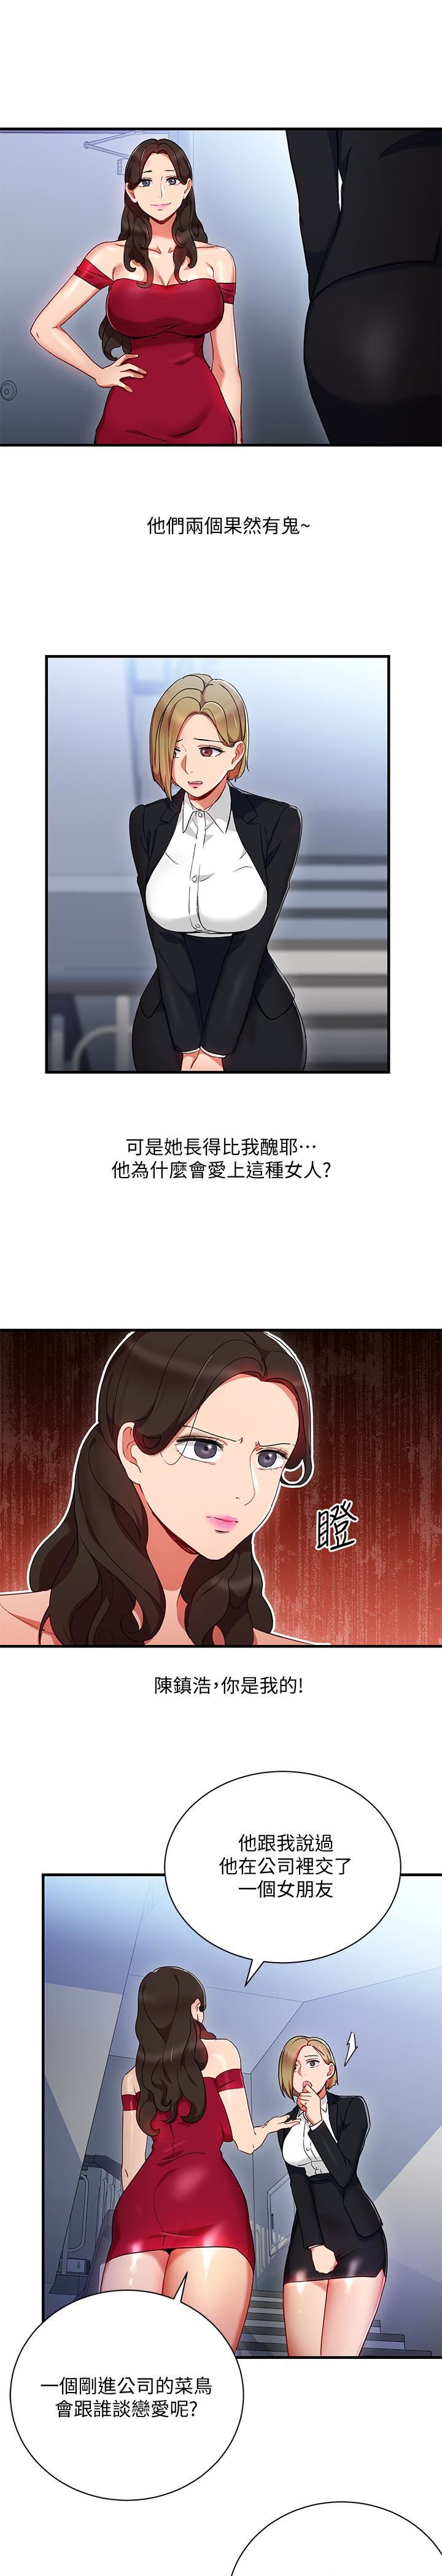 他們兩個果然有鬼~
可是她長得比我醜耶…
他為什麼會愛上這種女人?
瞪
陳鎮浩,你是我的!
他跟我說過
他在公司裡交了
一個女朋友
一個剛進公司的菜鳥
會跟誰談戀愛呢?